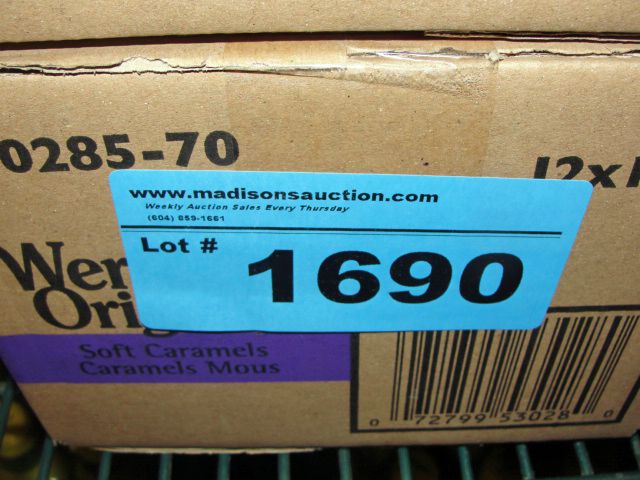 0285-70
12x1
www.madisonsauction.com
Weekly Auction Sales Every Thursday
(604) 859-1661
Lot # 1690
Wer
Ori
Soft Caramels
Caramels Mous
0 72799 53028 0